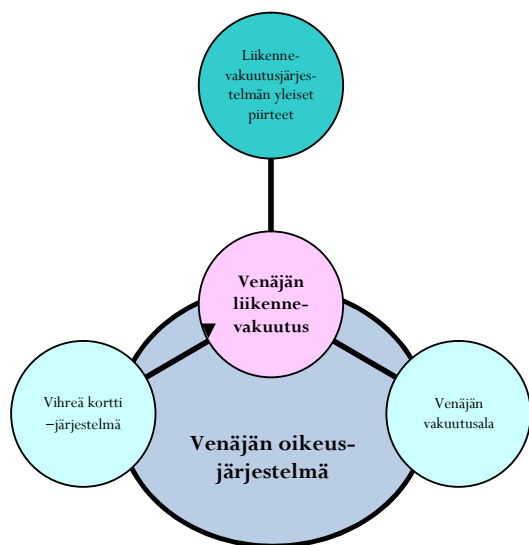 Liikenne-
vakuutusjärjes-
telmän yleiset
piirteet
Venäjän
liikenne-
vakuutus
Vihreä kortti
–järjestelmä
Venäjän
vakuutusala
Venäjän oikeus-
järjestelmä